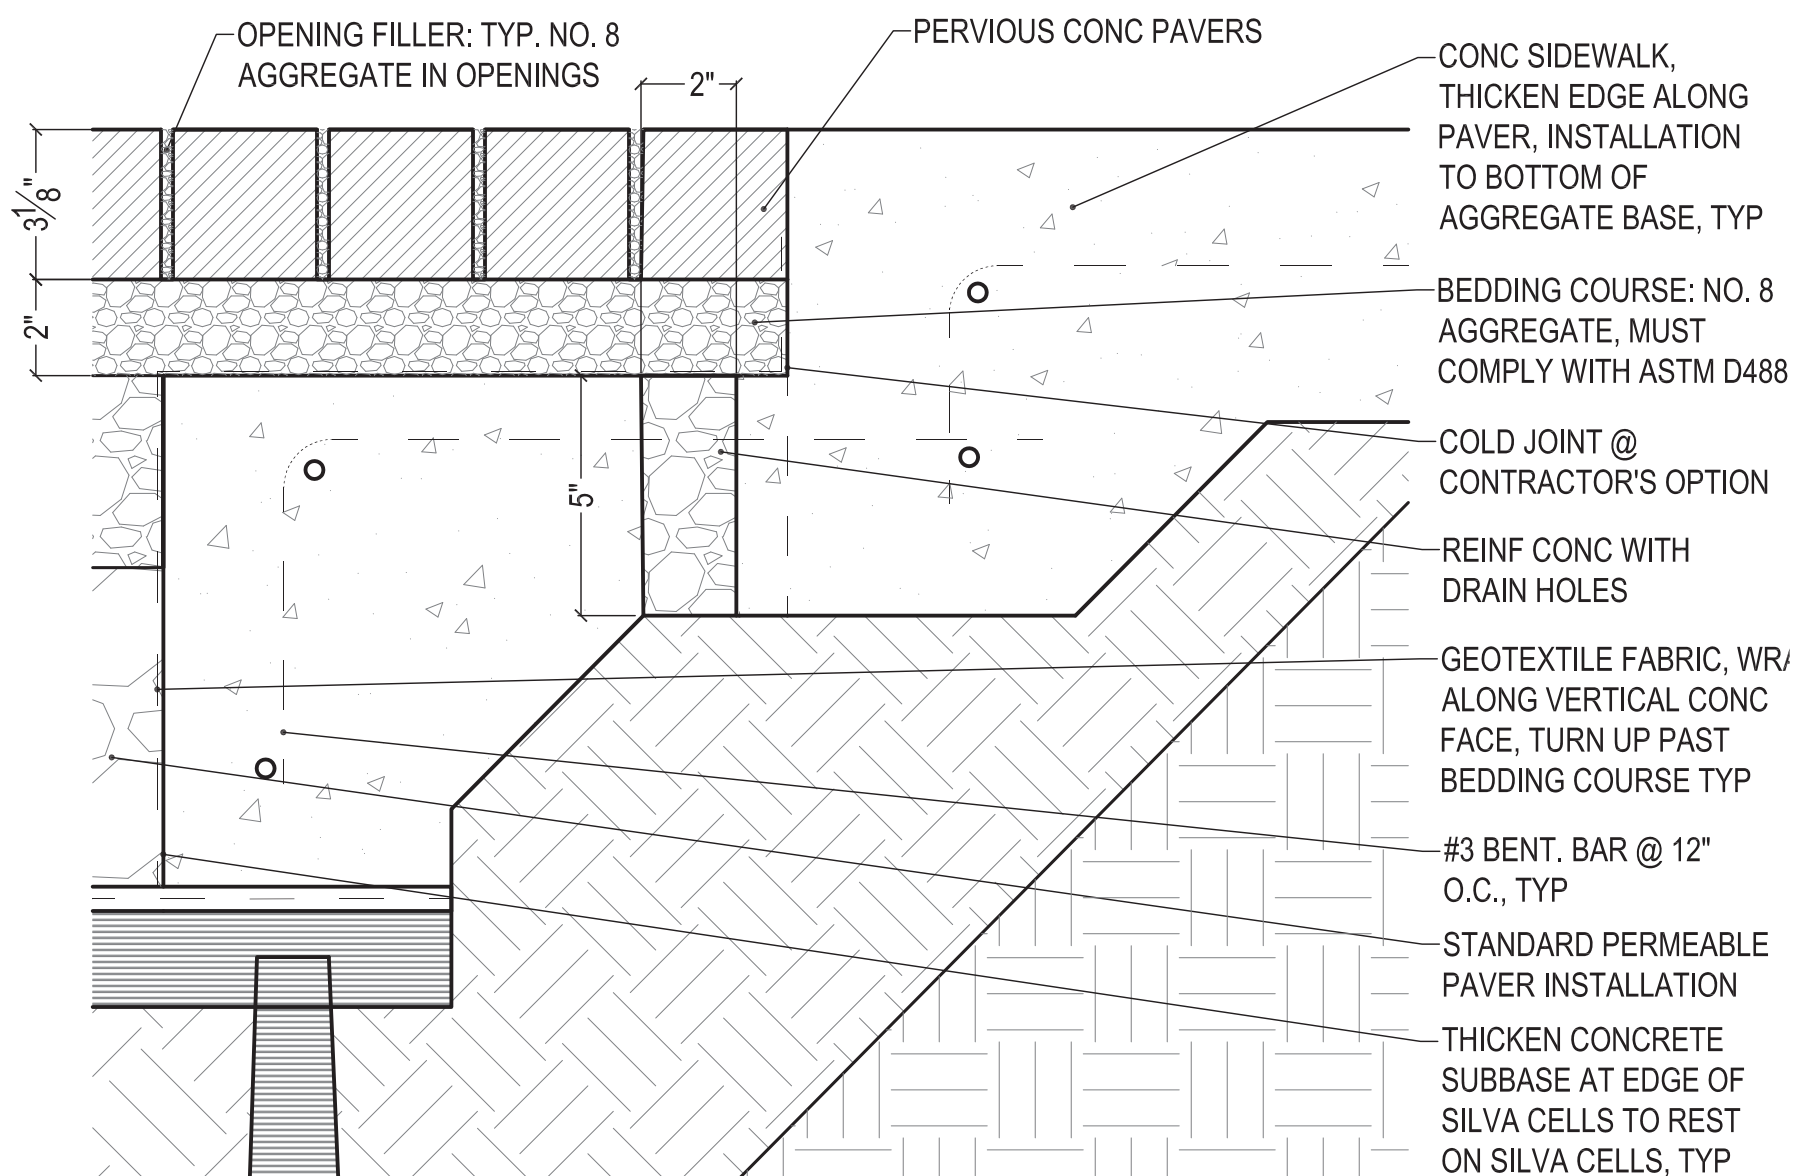 OPENING FILLER: TYP. NO. 8
AGGREGATE IN OPENINGS
PERVIOUS CONC PAVERS
2"
3 1/8"
2"
5"
CONC SIDEWALK,
THICKEN EDGE ALONG
PAVER, INSTALLATION
TO BOTTOM OF
AGGREGATE BASE, TYP
BEDDING COURSE: NO. 8
AGGREGATE, MUST
COMPLY WITH ASTM D488
COLD JOINT @
CONTRACTOR'S OPTION
REINF CONC WITH
DRAIN HOLES
GEOTEXTILE FABRIC,
ALONG VERTICAL CONC
FACE, TURN UP PAST
BEDDING COURSE TYP
#3 BENT. BAR @ 12"
O.C., TYP
STANDARD PERMEABLE
PAVER INSTALLATION
THICKEN CONCRETE
SUBBASE AT EDGE OF
SILVA CELLS TO REST
ON SILVA CELLS, TYP